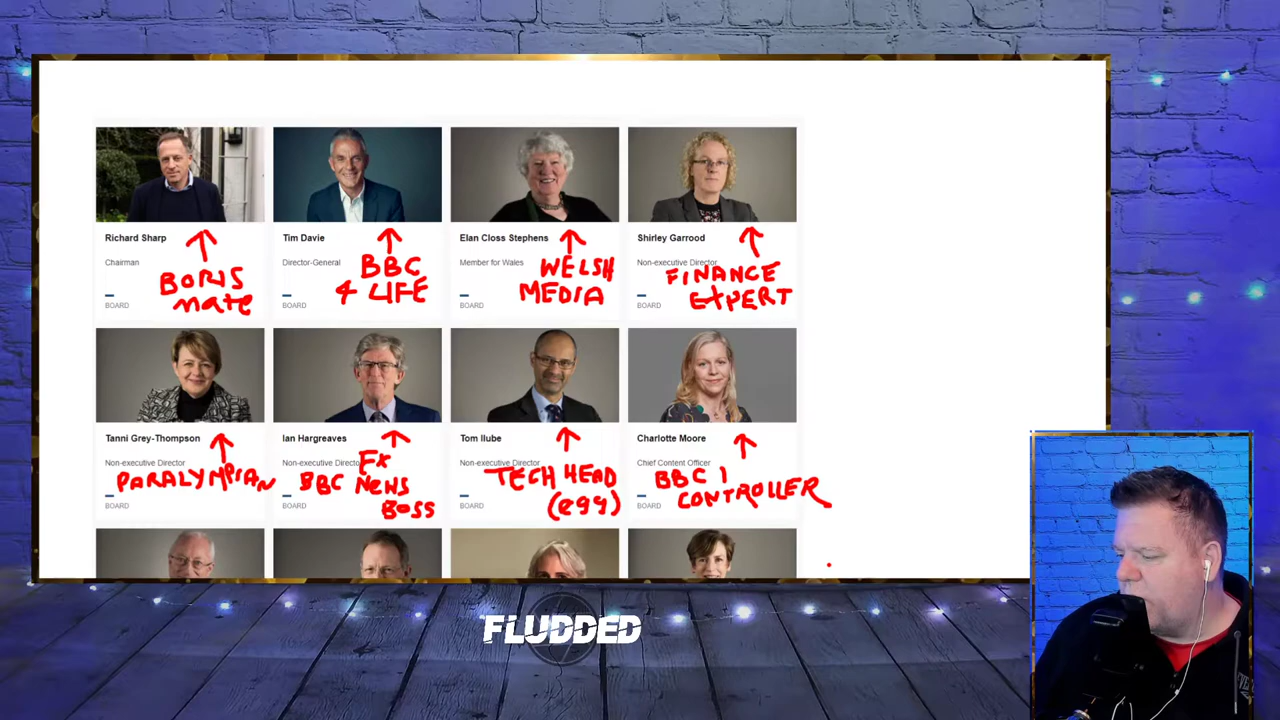 Richard Sharp
Chairman
BORIS
mate
BOARD
Tim Davie
Director-General
BBC
4 LIFE
BOARD
Elan Closs Stephens
Member for Wales
WELSH
MEDIA
BOARD
Shirley Garrood
Non-executive Director
FINANCE
EXPERT
BOARD
Tanni Grey-Thompson
Non-executive Director
PARALYMPIAN
BOARD
Ian Hargreaves
Non-executive Director
EX
BBC NEWS
BOSS
BOARD
Tom Ilube
Non-executive Director
TECH HEAD
(egg)
BOARD
Charlotte Moore
Chief Content Officer
BBC 1
CONTROLLER
BOARD
FLUDDED